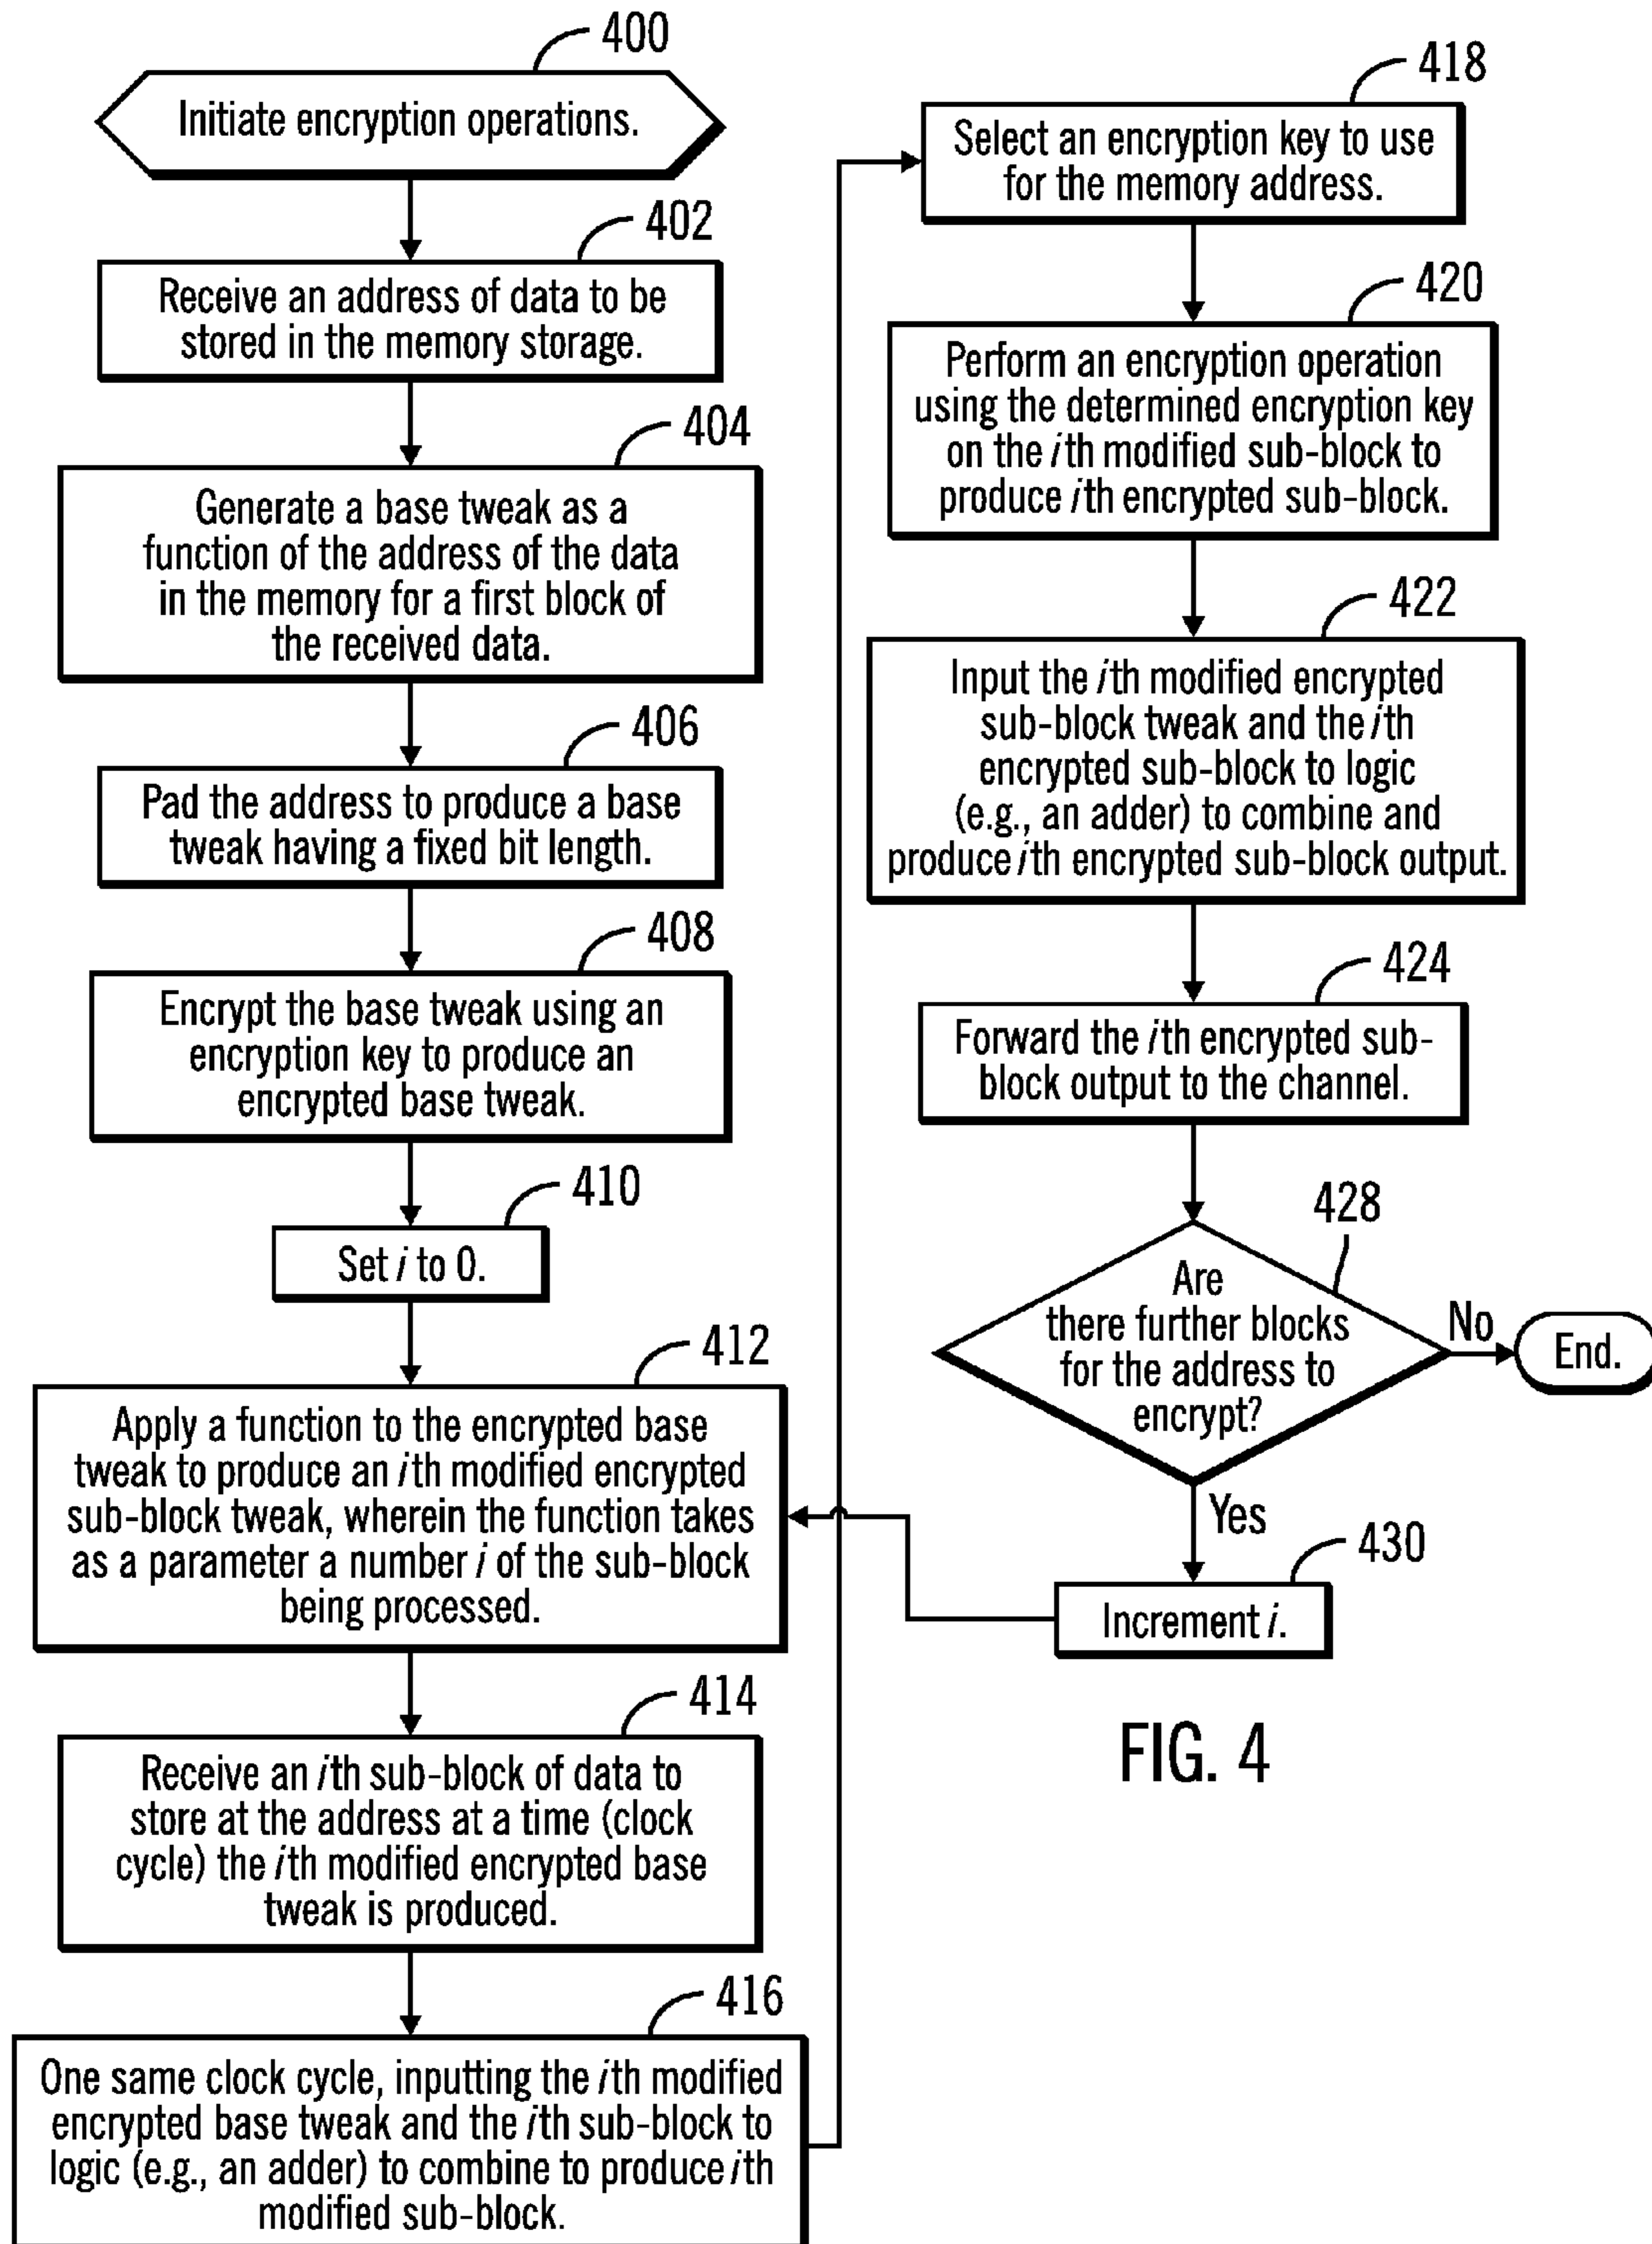 400
Initiate encryption operations.
402
Receive an address of data to be
stored in the memory storage.
404
Generate a base tweak as a
function of the address of the data
in the memory for a first block of
the received data.
406
Pad the address to produce a base
tweak having a fixed bit length.
408
Encrypt the base tweak using an
encryption key to produce an
encrypted base tweak.
410
Set i to 0.
412
Apply a function to the encrypted base
tweak to produce an ith modified encrypted
sub-block tweak, wherein the function takes
as a parameter a number i of the sub-block
being processed.
414
Receive an ith sub-block of data to
store at the address at a time (clock
cycle) the ith modified encrypted base
tweak is produced.
416
One same clock cycle, inputting the ith modified
encrypted base tweak and the ith sub-block to
logic (e.g., an adder) to combine to produce ith
modified sub-block.
418
Select an encryption key to use
for the memory address.
420
Perform an encryption operation
using the determined encryption key
on the ith modified sub-block to
produce ith encrypted sub-block.
422
Input the ith modified encrypted
sub-block tweak and the ith
encrypted sub-block to logic
(e.g., an adder) to combine and
produce ith encrypted sub-block output.
424
Forward the ith encrypted sub-
block output to the channel.
428
Are
there further blocks
for the address to
encrypt?
No
End.
Yes
430
Increment i.
FIG. 4